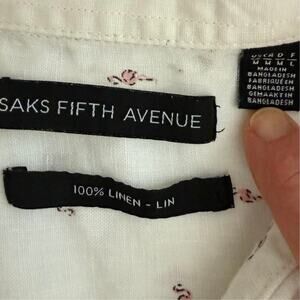 SAKS FIFTH AVENUE
M M M L
MADE IN
BANGLADESH
FABRIQUÉ EN
BANGLADESH
GEMAAKT IN
BANGLADESH
100% LINEN - LIN